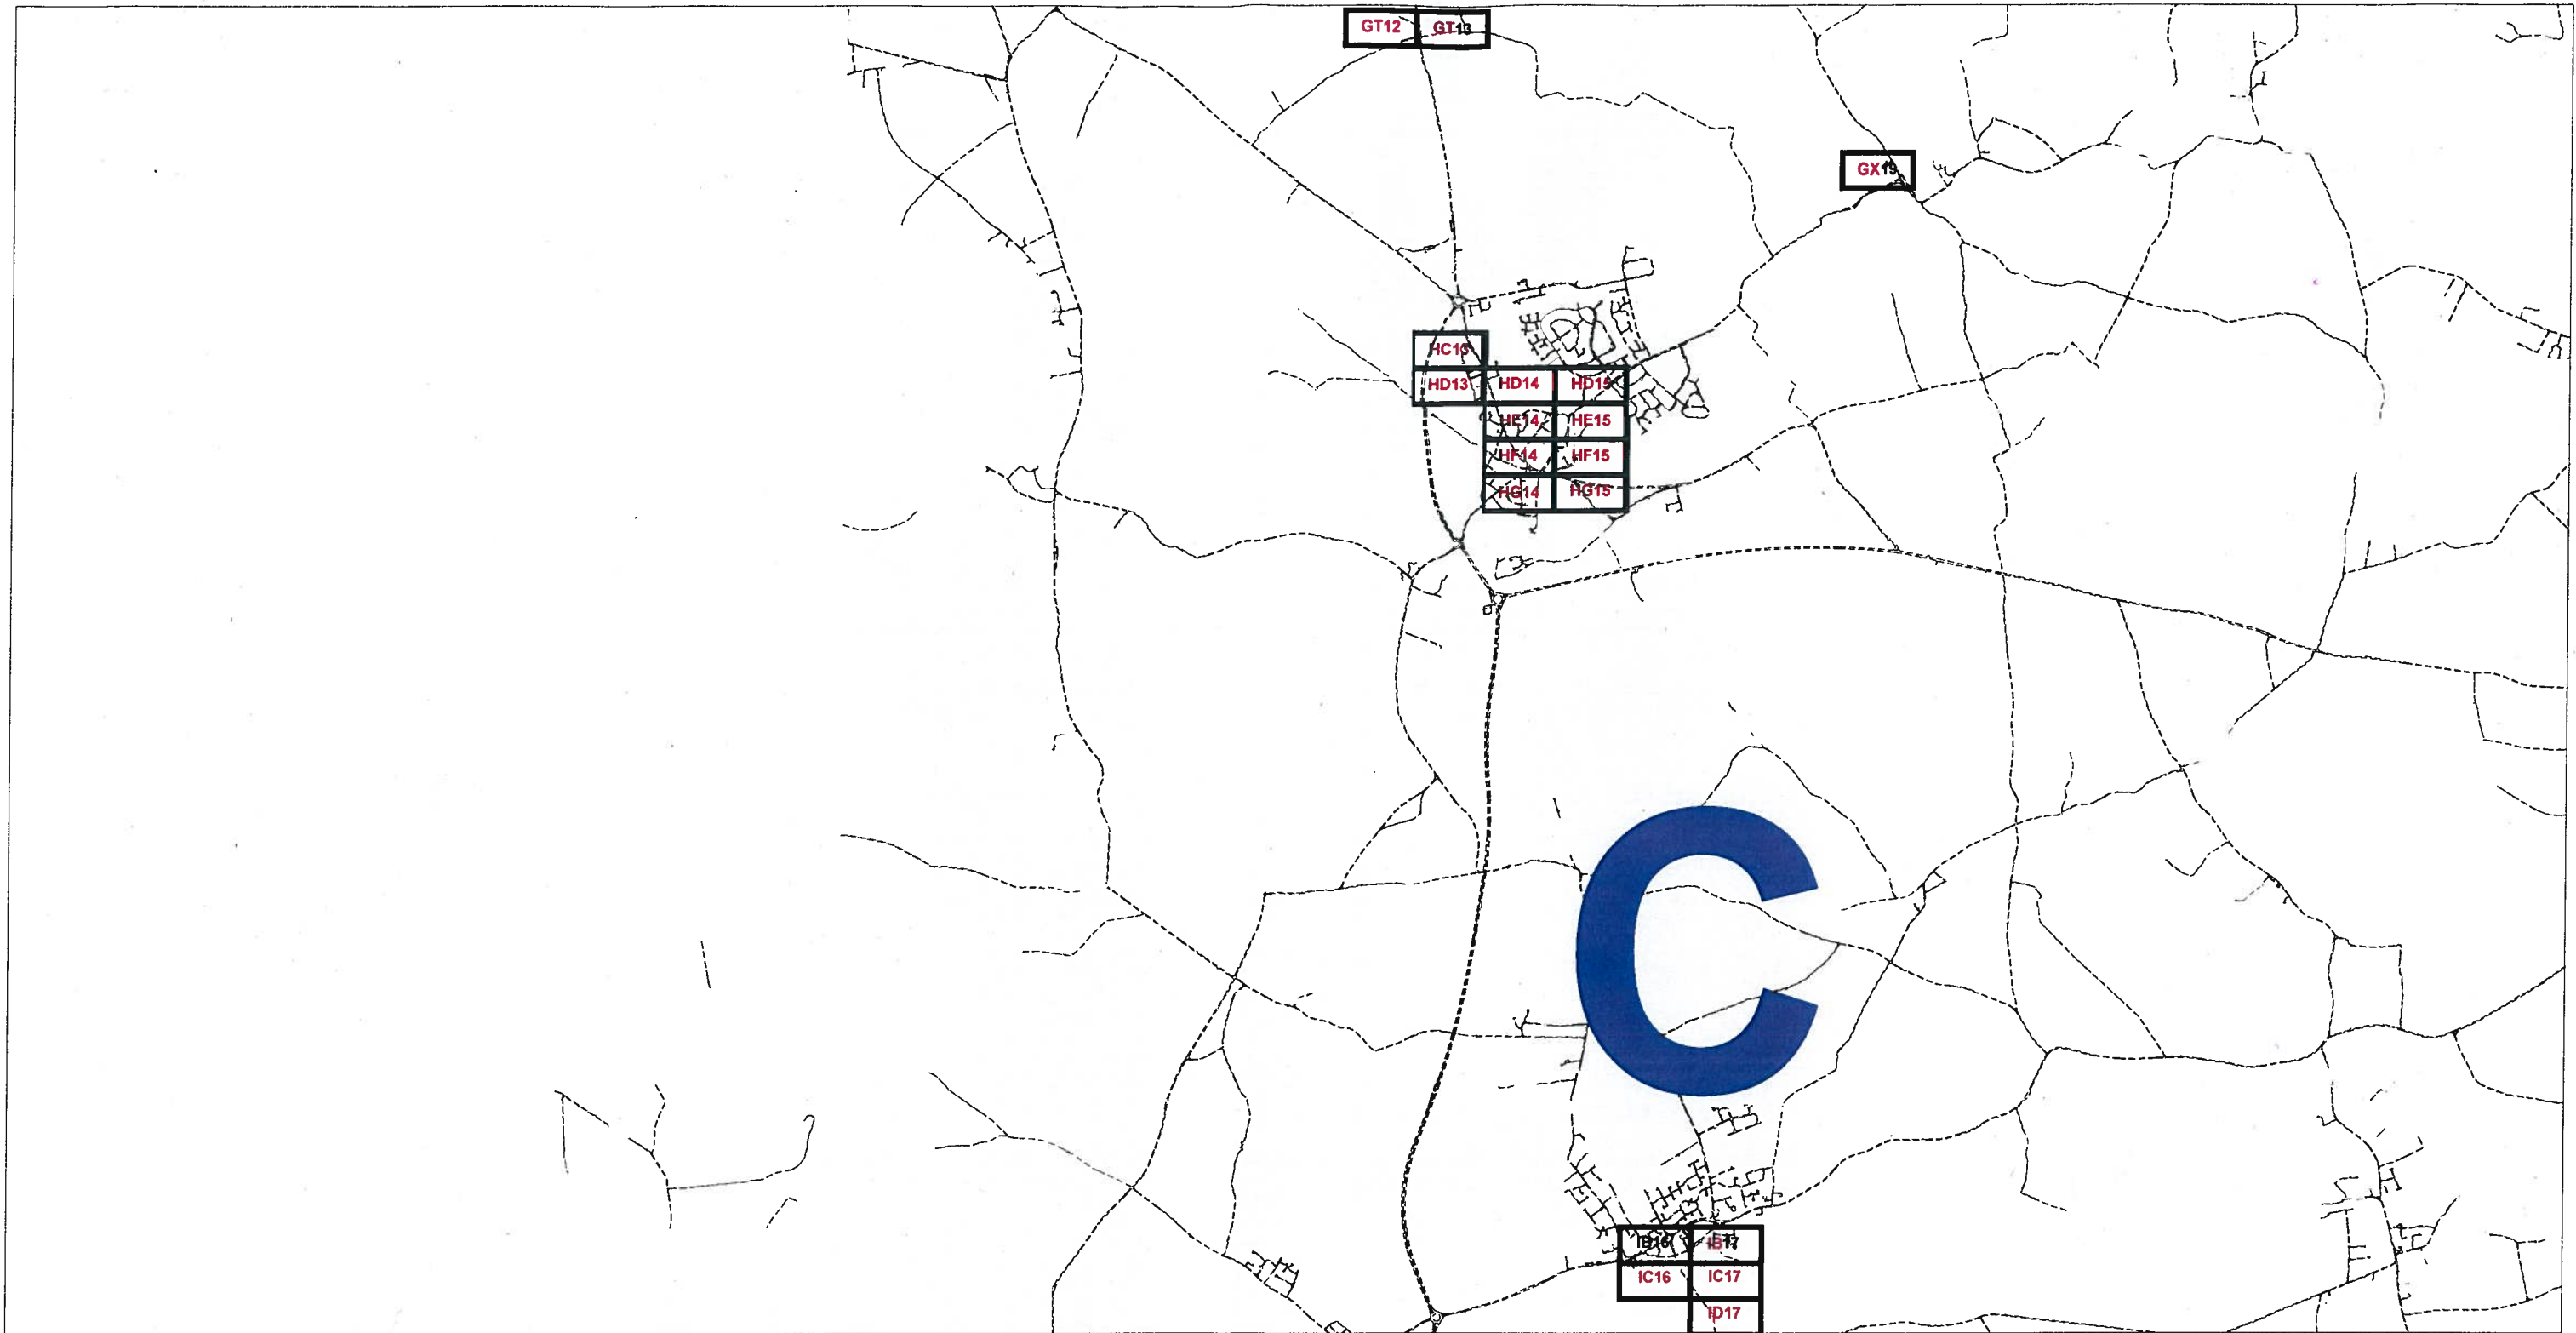 GT12 GT13
GX19
HC13
HD13 HD14 HD15
HE14 HE15
HF14 HF15
HG14 HG15
C
IB16 IB17
IC16 IC17
ID17